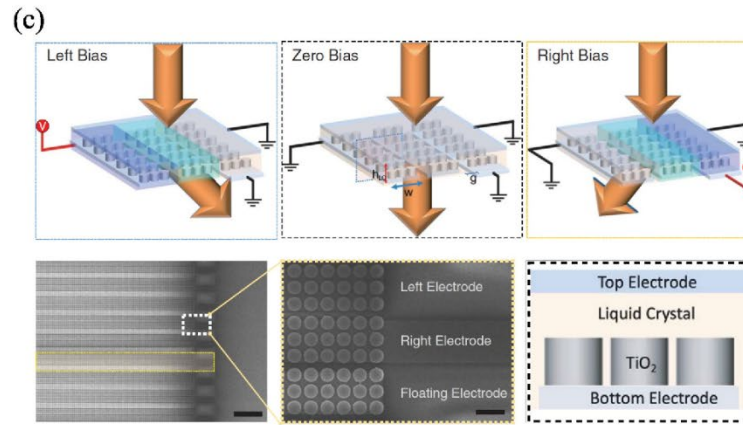 (c)
Left Bias
Zero Bias
Right Bias
V
w
g
Left Electrode
Right Electrode
Floating Electrode
Top Electrode
Liquid Crystal
TiO₂
Bottom Electrode